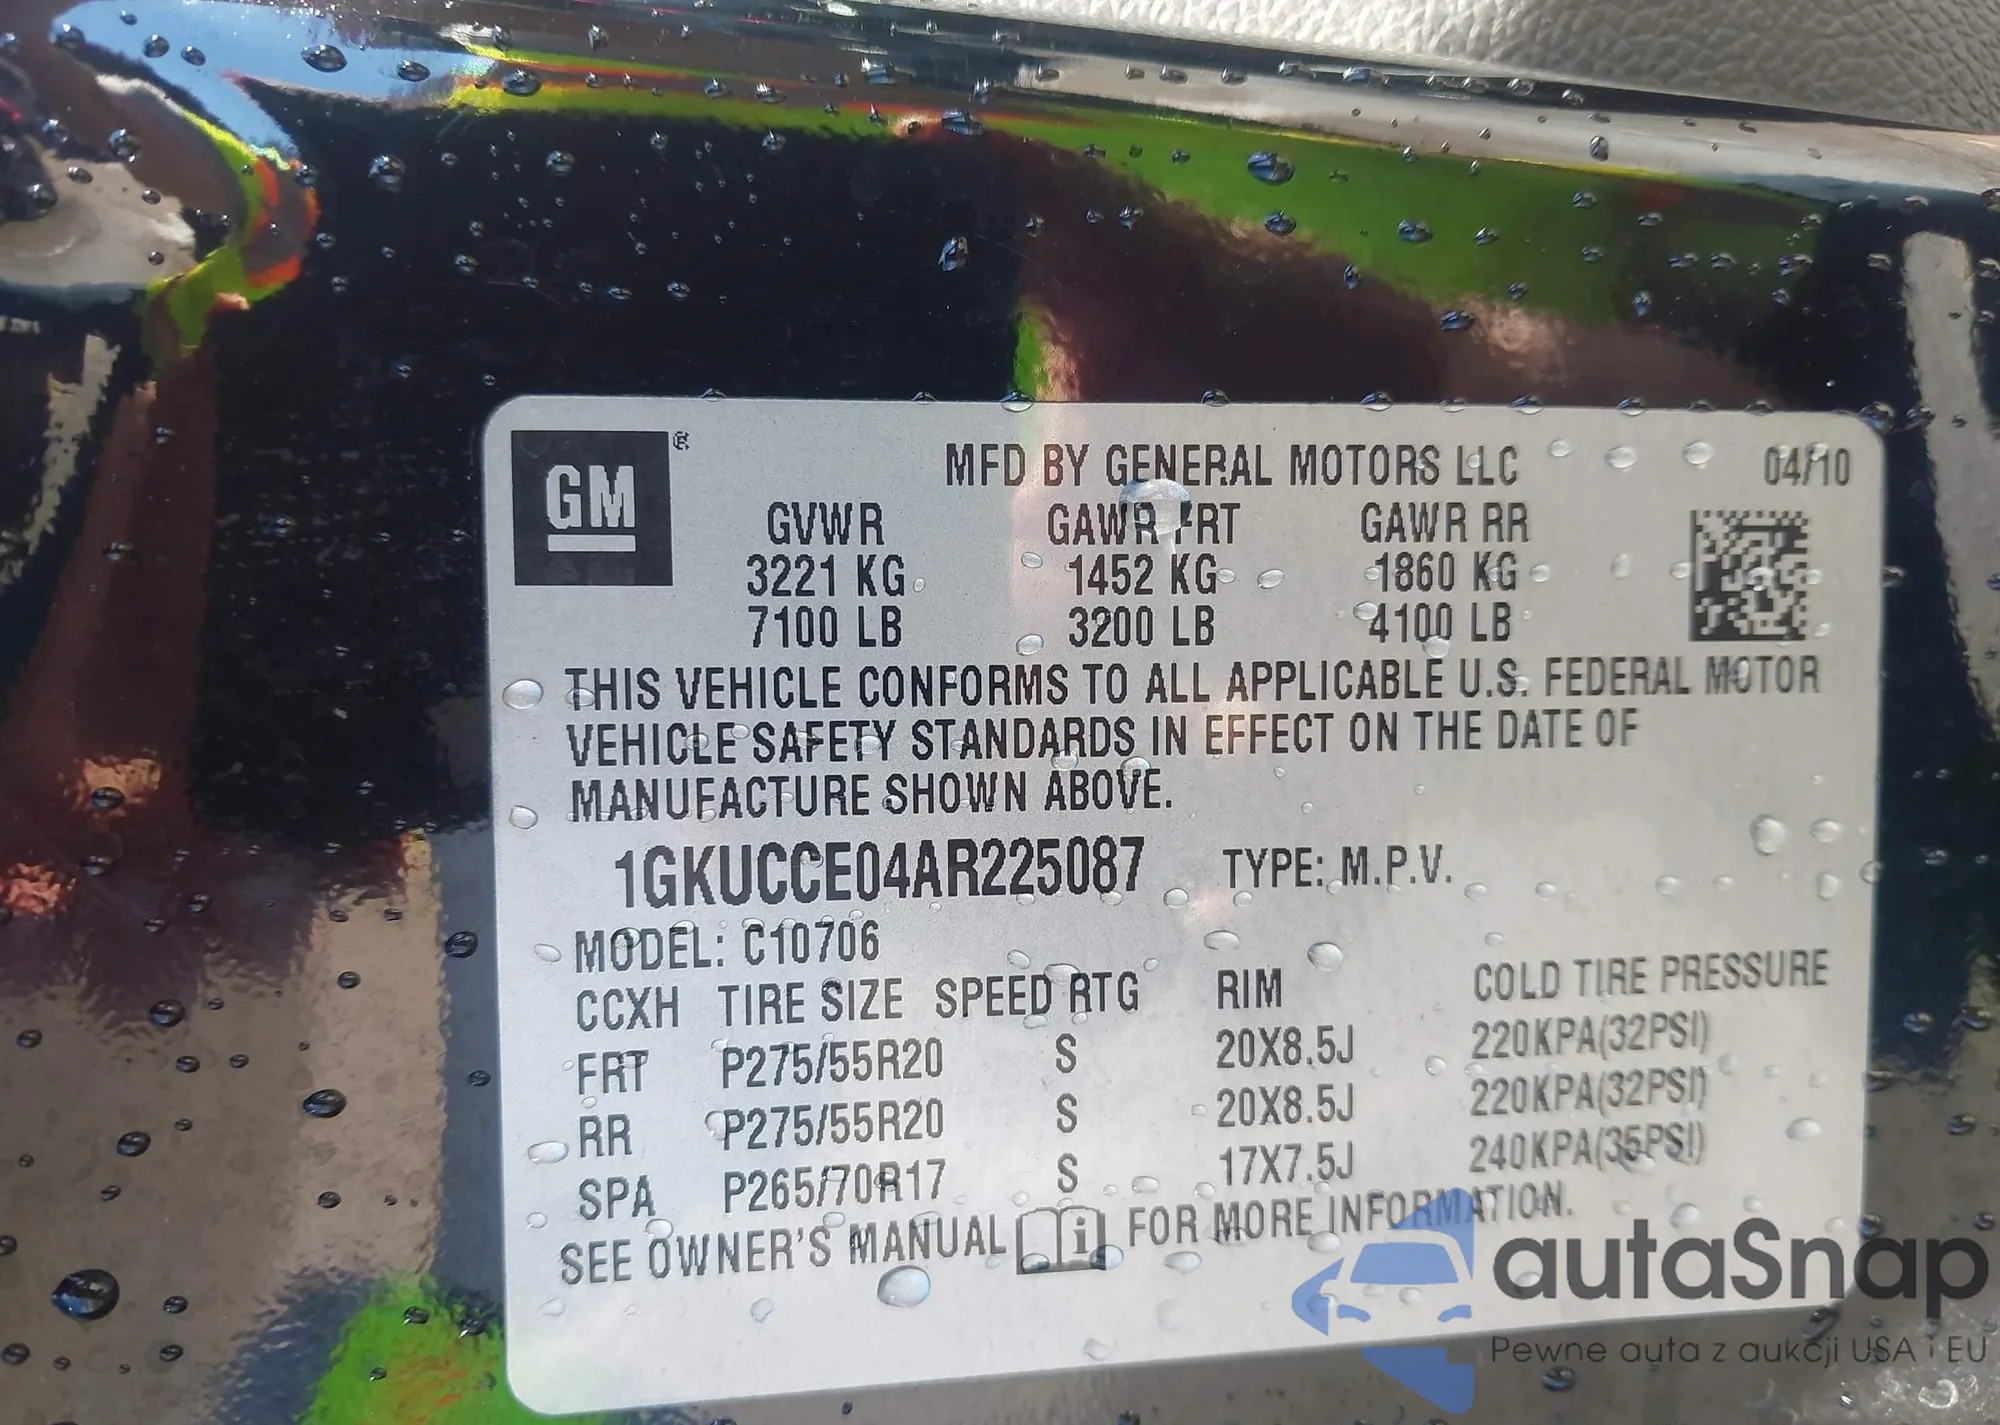 GM ® MFD BY GENERAL MOTORS LLC 04/10
GVWR GAWR FRT GAWR RR
3221 KG 1452 KG 1860 KG
7100 LB 3200 LB 4100 LB
THIS VEHICLE CONFORMS TO ALL APPLICABLE U.S. FEDERAL MOTOR
VEHICLE SAFETY STANDARDS IN EFFECT ON THE DATE OF
MANUFACTURE SHOWN ABOVE.
1GKUCCE04AR225087 TYPE: M.P.V.
MODEL: C10706
CCXH TIRE SIZE SPEED RTG RIM COLD TIRE PRESSURE
FRT P275/55R20 S 20X8.5J 220KPA(32PSI)
RR P275/55R20 S 20X8.5J 220KPA(32PSI)
SPA P265/70R17 S 17X7.5J 240KPA(35PSI)
SEE OWNER'S MANUAL i FOR MORE INFORMATION.
autaSnap
Pewne auta z aukcji USA i EU